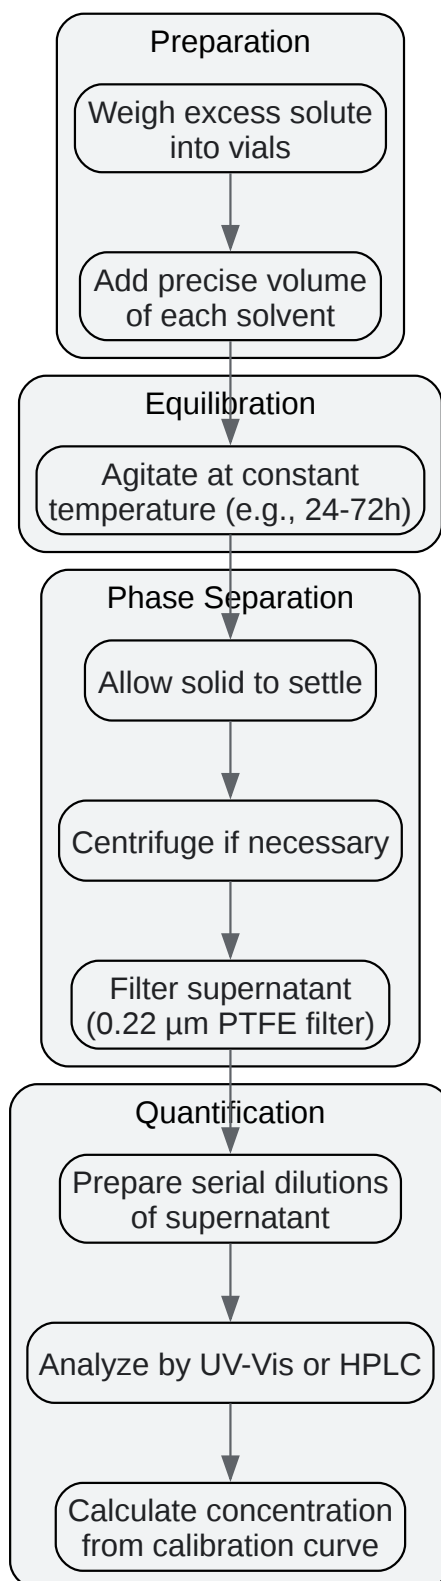 Preparation
Weigh excess solute
into vials
Add precise volume
of each solvent
Equilibration
Agitate at constant
temperature (e.g., 24-72h)
Phase Separation
Allow solid to settle
Centrifuge if necessary
Filter supernatant
(0.22 µm PTFE filter)
Quantification
Prepare serial dilutions
of supernatant
Analyze by UV-Vis or HPLC
Calculate concentration
from calibration curve